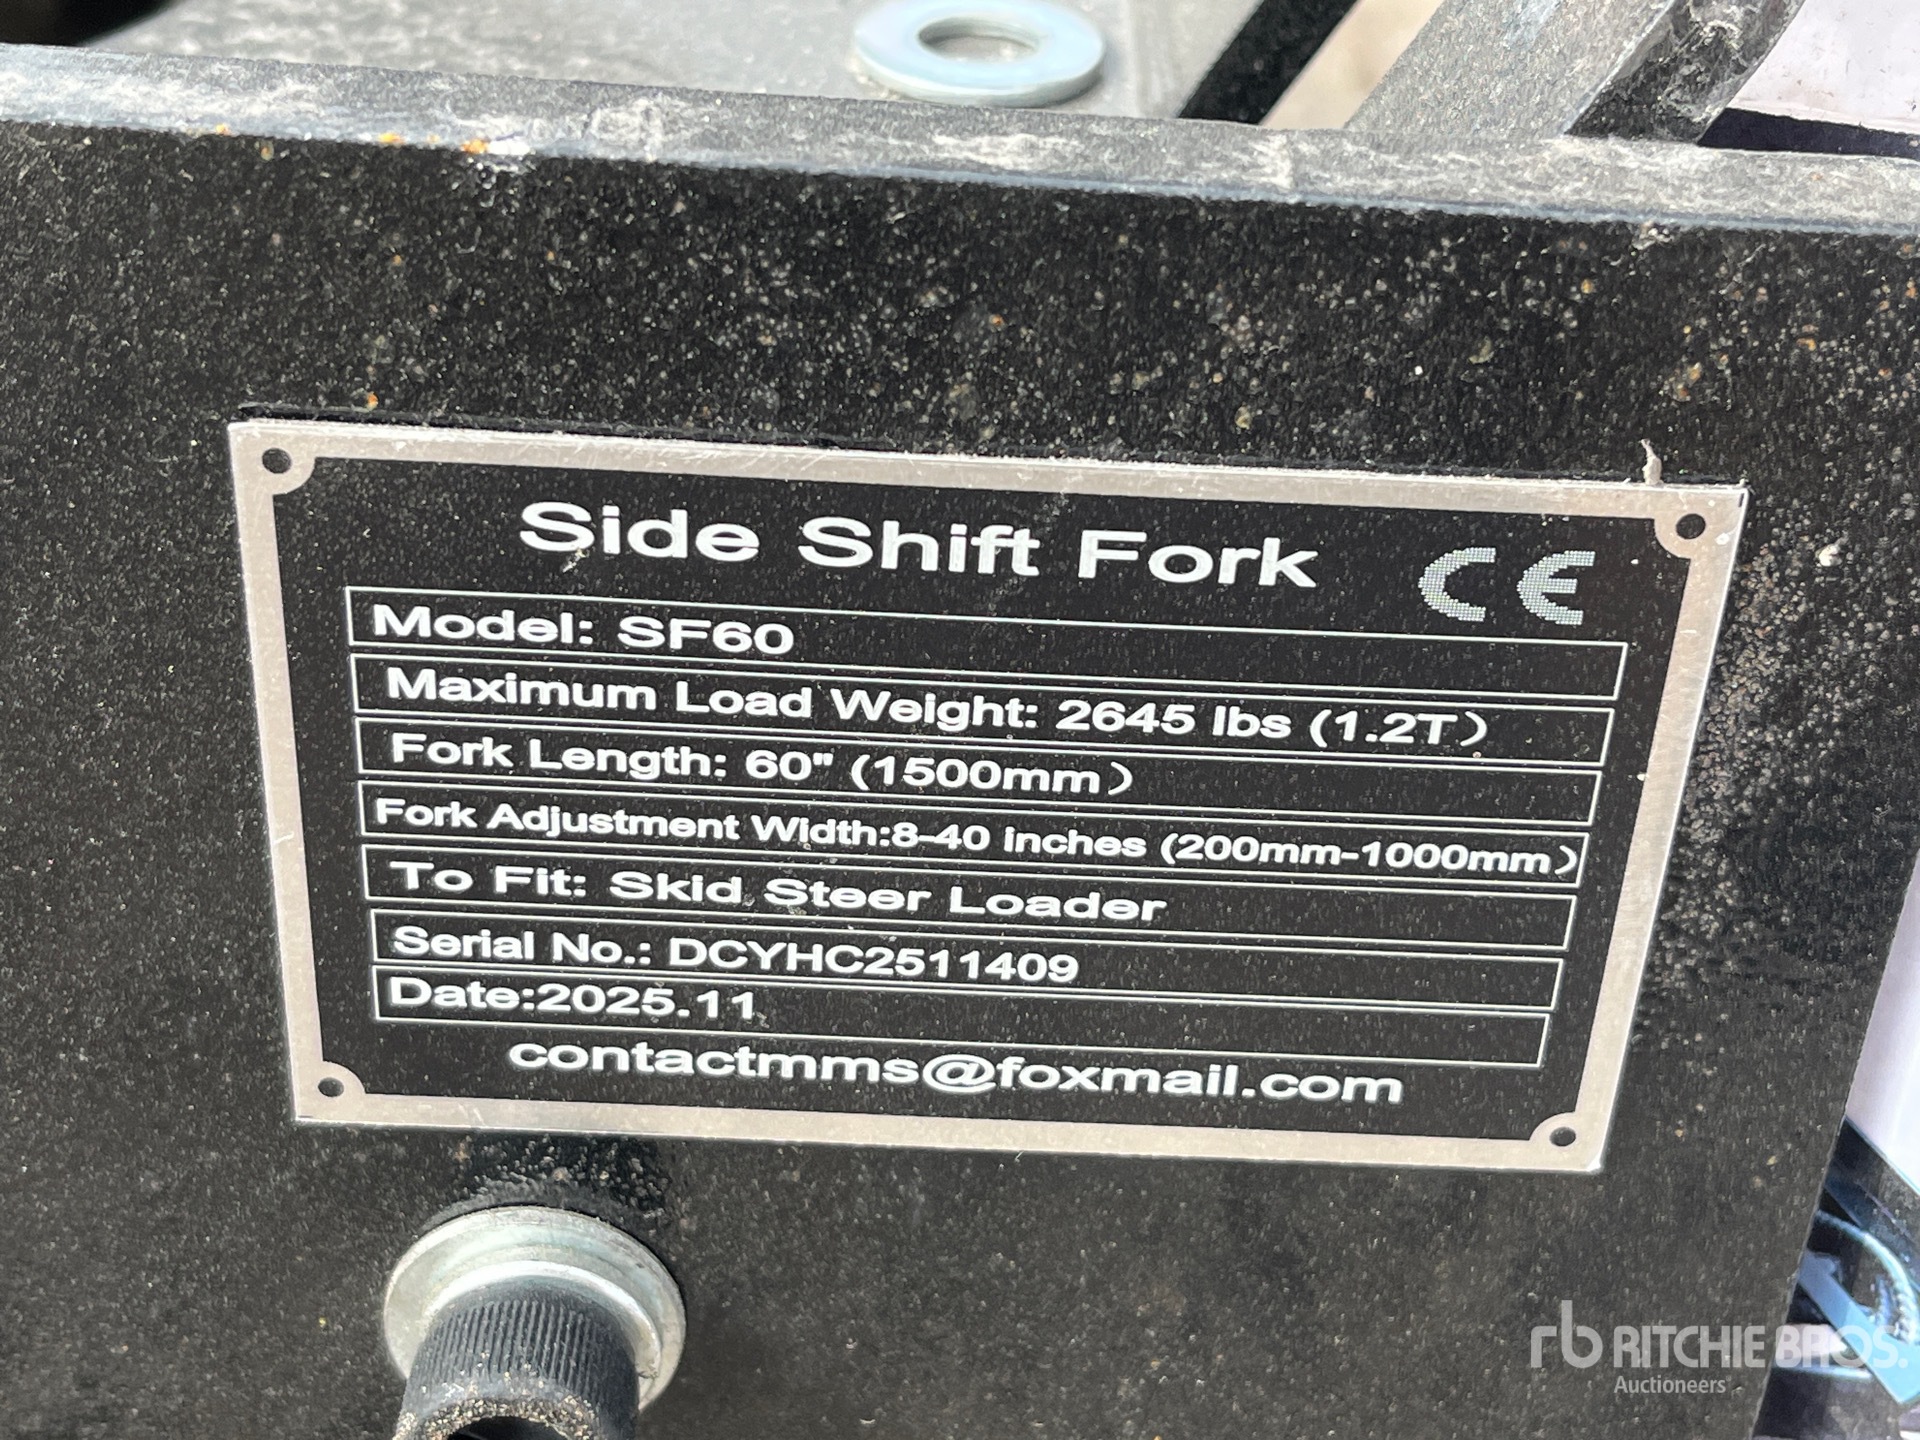 Side Shift Fork CE
Model: SF60
Maximum Load Weight: 2645 lbs (1.2T)
Fork Length: 60" (1500mm)
Fork Adjustment Width:8-40 inches (200mm-1000mm)
To Fit: Skid Steer Loader
Serial No.: DCYHC2511409
Date:2025.11
contactmms@foxmail.com
rb RITCHIE BROS.
Auctioneers